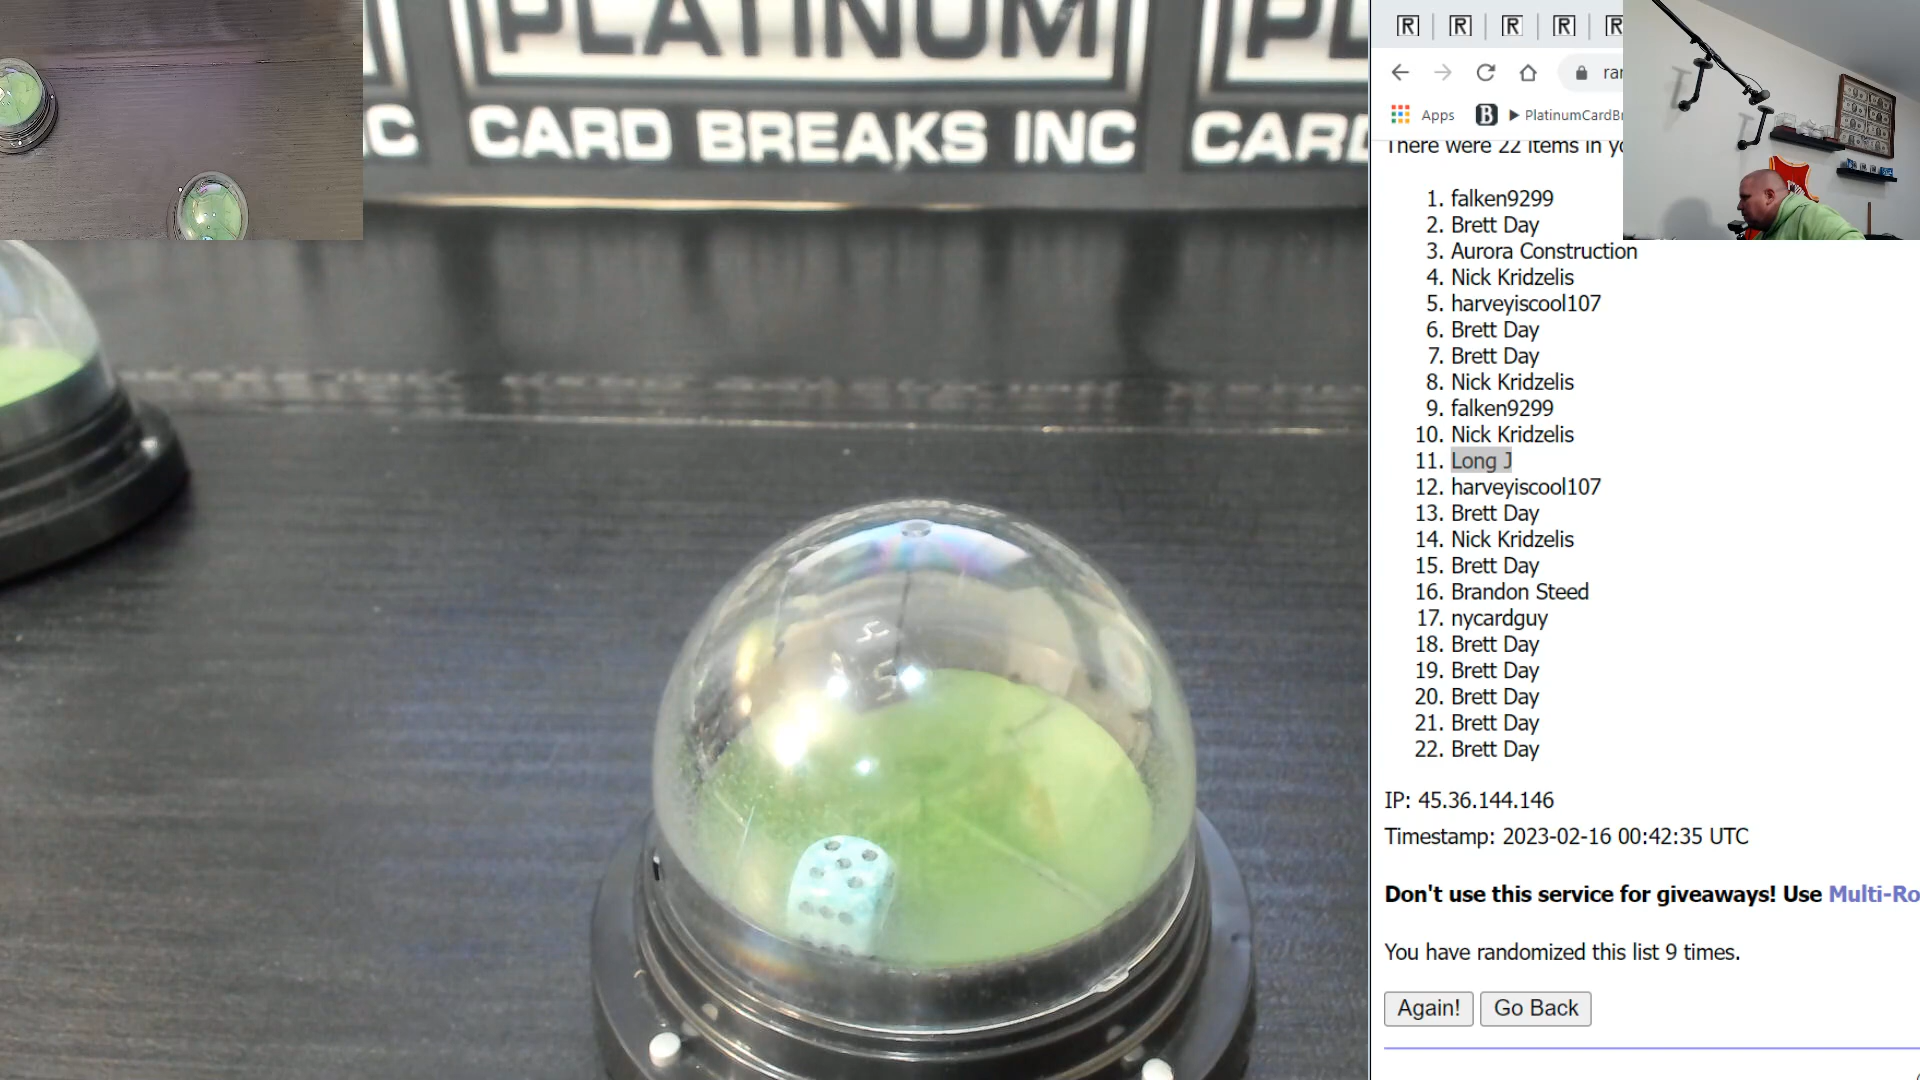 PLATINUM
CARD BREAKS INC
C
PL
CARD
Apps
B
▶ PlatinumCardBr
There were 22 items in yo
1. falken9299
2. Brett Day
3. Aurora Construction
4. Nick Kridzelis
5. harveyiscool107
6. Brett Day
7. Brett Day
8. Nick Kridzelis
9. falken9299
10. Nick Kridzelis
11. Long J
12. harveyiscool107
13. Brett Day
14. Nick Kridzelis
15. Brett Day
16. Brandon Steed
17. nycardguy
18. Brett Day
19. Brett Day
20. Brett Day
21. Brett Day
22. Brett Day
IP: 45.36.144.146
Timestamp: 2023-02-16 00:42:35 UTC
Don't use this service for giveaways! Use Multi-Ro
You have randomized this list 9 times.
Again!
Go Back